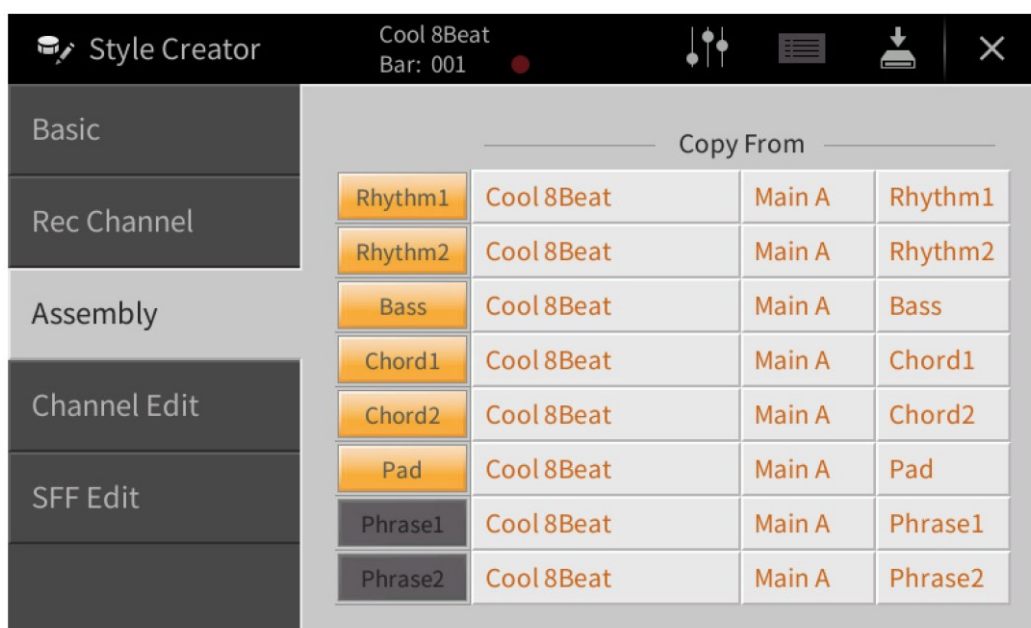 Style Creator
Cool 8Beat
Bar: 001
Basic
Rec Channel
Assembly
Channel Edit
SFF Edit
Copy From
Rhythm1 Cool 8Beat Main A Rhythm1
Rhythm2 Cool 8Beat Main A Rhythm2
Bass Cool 8Beat Main A Bass
Chord1 Cool 8Beat Main A Chord1
Chord2 Cool 8Beat Main A Chord2
Pad Cool 8Beat Main A Pad
Phrase1 Cool 8Beat Main A Phrase1
Phrase2 Cool 8Beat Main A Phrase2